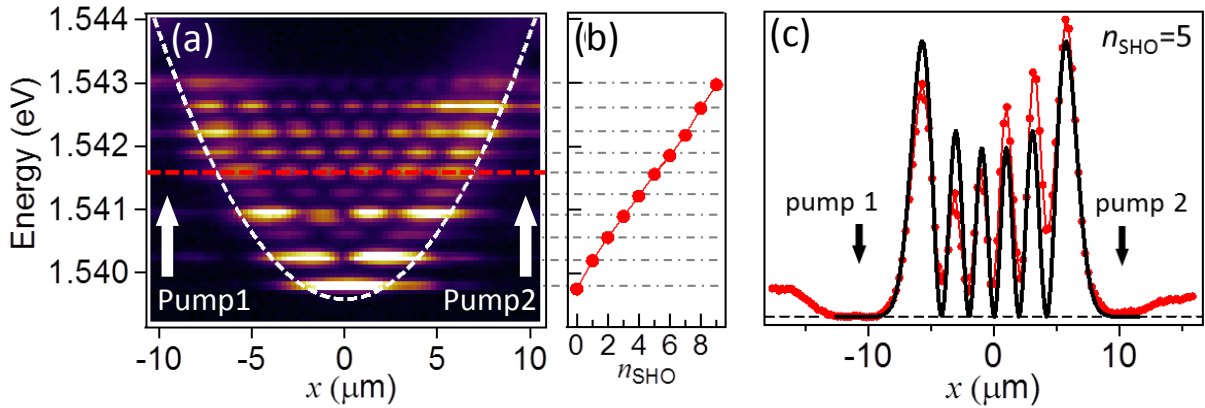 (a)
(b)
(c)
n_SHO=5
Energy (eV)
1.544
1.543
1.542
1.541
1.540
Pump1
Pump2
pump 1
pump 2
-10
-5
0
5
10
x (μm)
0
2
4
6
8
n_SHO
-10
0
10
x (μm)